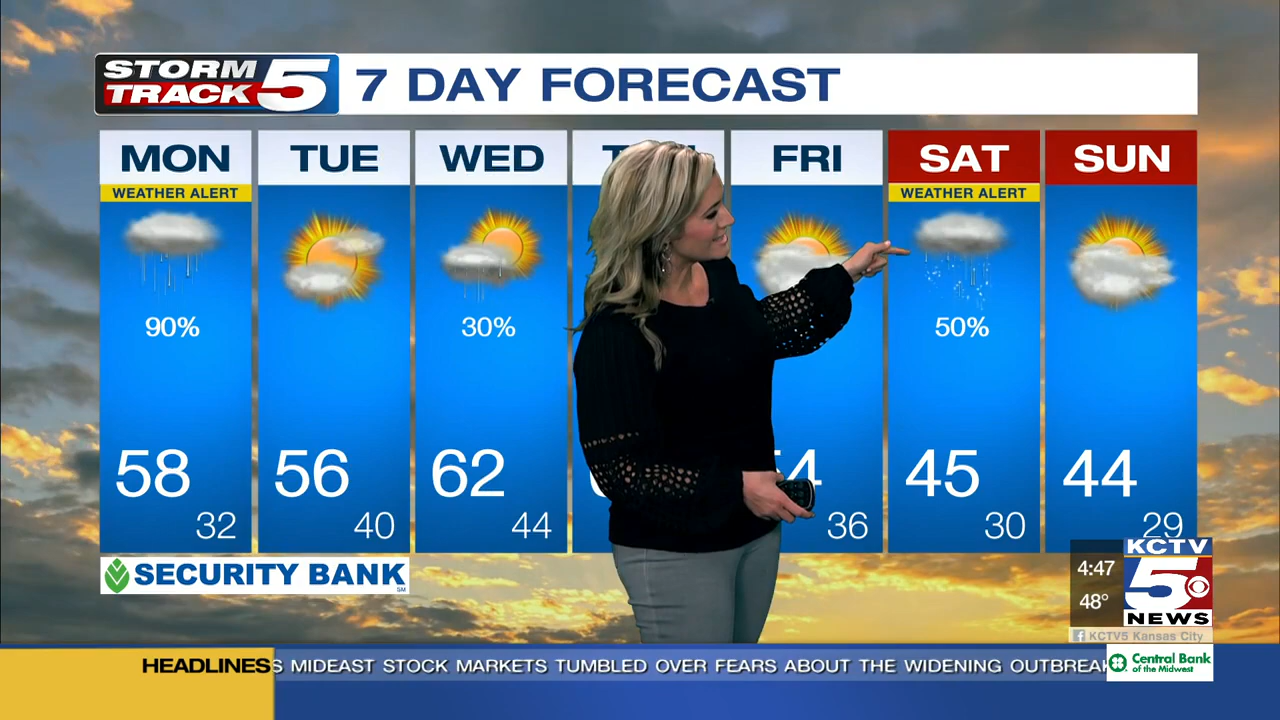 STORM TRACK 5
7 DAY FORECAST
MON
TUE
WED
FRI
SAT
SUN
WEATHER ALERT
WEATHER ALERT
90%
30%
50%
58
56
62
45
44
32
40
44
36
30
29
SECURITY BANK
SM
4:47
48°
KCTV
5
NEWS
KCTV5 Kansas City
HEADLINES
S MIDEAST STOCK MARKETS TUMBLED OVER FEARS ABOUT THE WIDENING OUTBREAK
Central Bank
of the Midwest